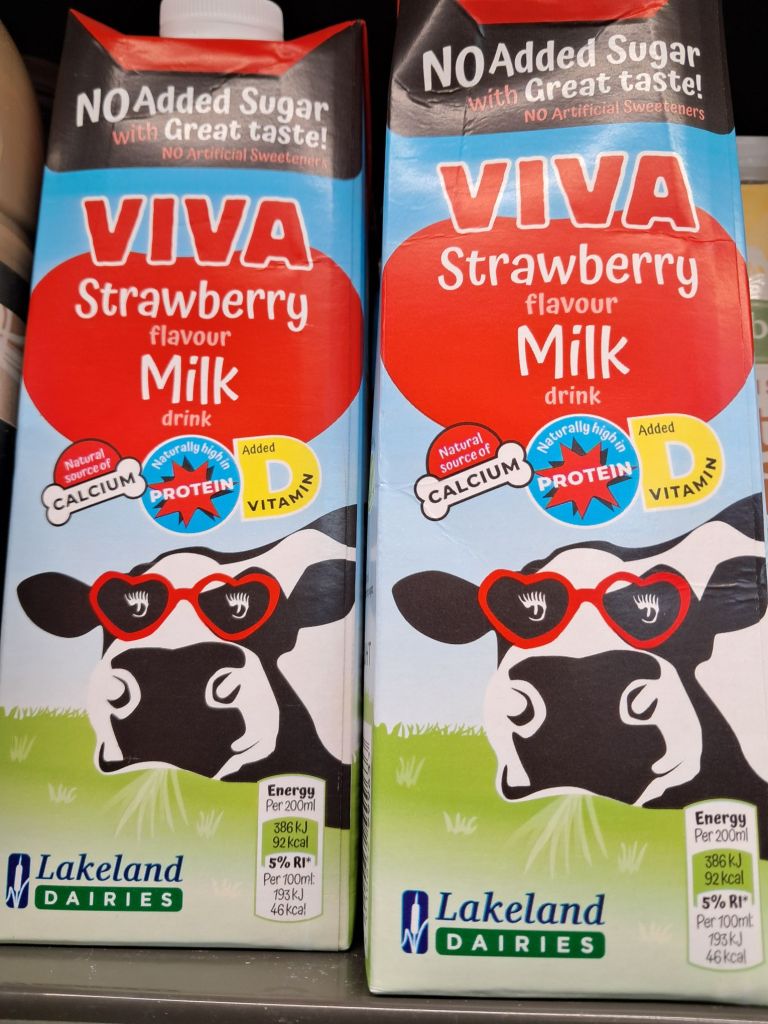 NO Added Sugar
with Great taste!
NO Artificial Sweeteners
VIVA
Strawberry
flavour
Milk
drink
Natural
source of
CALCIUM
Naturally high in
PROTEIN
Added
D
VITAMIN
Energy
Per 200ml
386 kJ
92 kcal
5% RI*
Per 100ml:
193 kJ
46 kcal
Lakeland
DAIRIES
NO Added Sugar
with Great taste!
NO Artificial Sweeteners
VIVA
Strawberry
flavour
Milk
drink
Natural
source of
CALCIUM
Naturally high in
PROTEIN
Added
D
VITAMIN
Energy
Per 200ml
386 kJ
92 kcal
5% RI*
Per 100ml:
193 kJ
46 kcal
Lakeland
DAIRIES